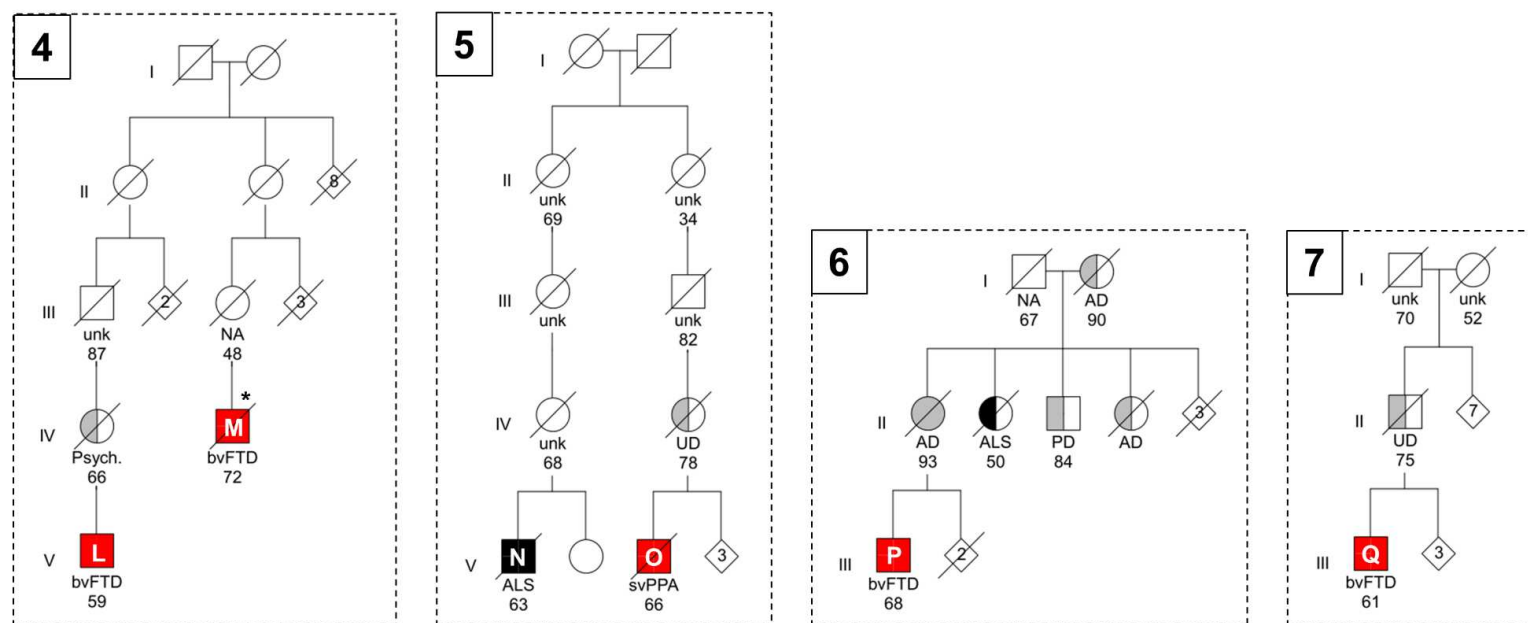 4
I
II
8
III
2
3
unk
87
NA
48
*
IV
M
Psych.
66
bvFTD
72
V
L
bvFTD
59
5
I
II
unk
69
unk
34
III
unk
unk
82
IV
unk
68
UD
78
V
N
O
3
ALS
63
svPPA
66
6
I
NA
67
AD
90
II
3
AD
93
ALS
50
PD
84
AD
III
P
2
bvFTD
68
7
I
unk
70
unk
52
II
7
UD
75
III
Q
3
bvFTD
61